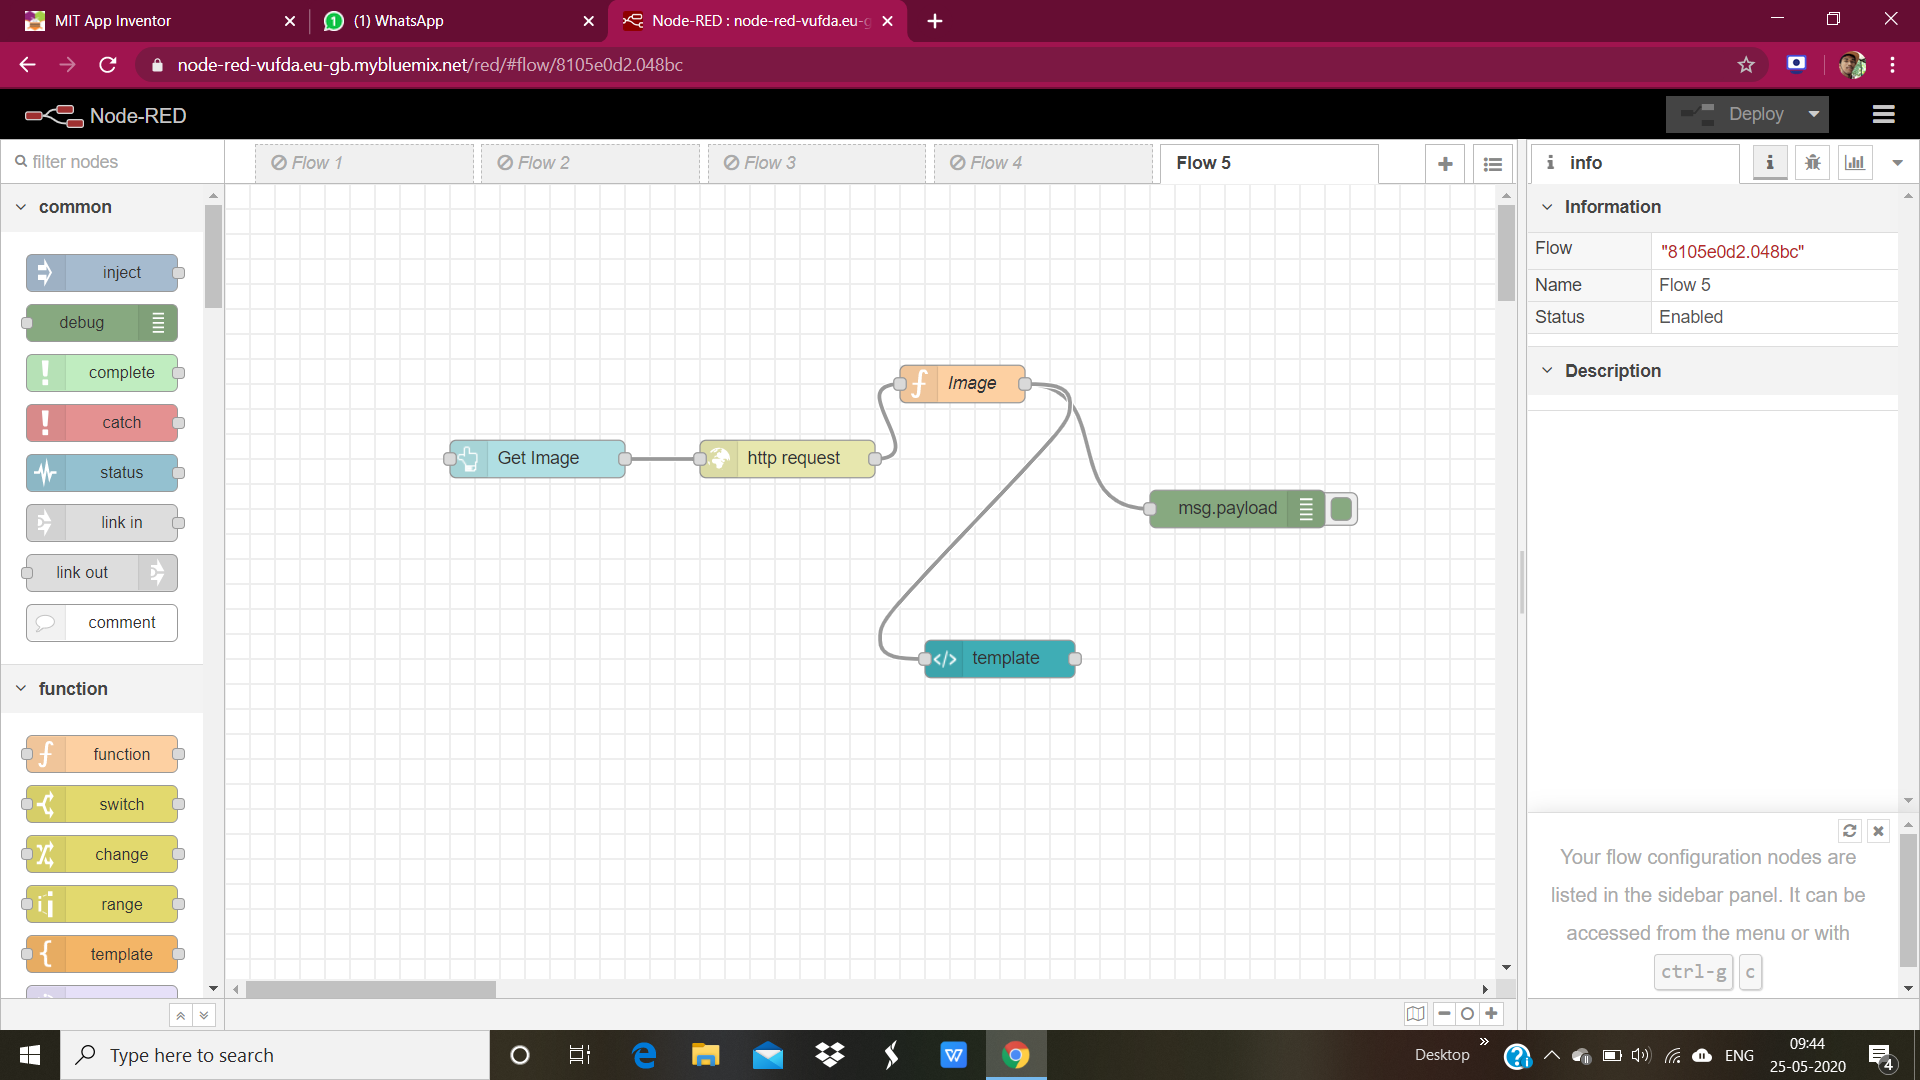 MIT App Inventor
(1) WhatsApp
Node-RED : node-red-vufda.eu-g
node-red-vufda.eu-gb.mybluemix.net/red/#flow/8105e0d2.048bc
Node-RED
Deploy
filter nodes
Flow 1
Flow 2
Flow 3
Flow 4
Flow 5
info
common
inject
debug
complete
catch
status
link in
link out
comment
function
function
switch
change
range
template
Get Image
http request
Image
msg.payload
template
Information
Flow "8105e0d2.048bc"
Name Flow 5
Status Enabled
Description
Your flow configuration nodes are
listed in the sidebar panel. It can be
accessed from the menu or with
ctrl-g c
Type here to search
Desktop
ENG
09:44
25-05-2020
4